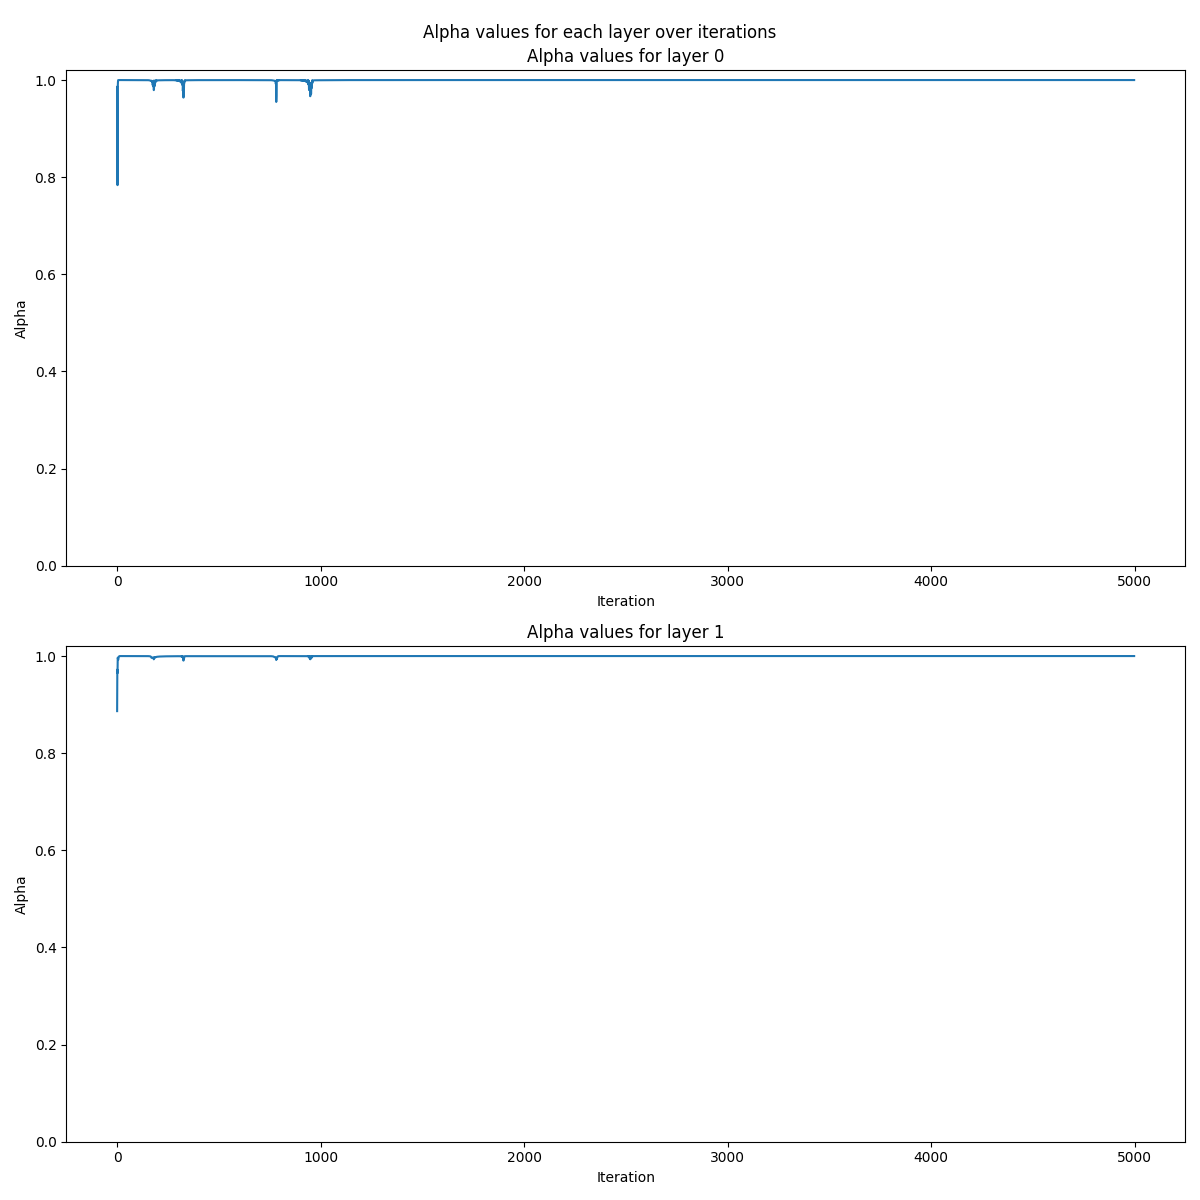 Alpha values for each layer over iterations
Alpha values for layer 0
1.0
0.8
0.6
0.4
0.2
0.0
Alpha
0 1000 2000 3000 4000 5000
Iteration
Alpha values for layer 1
1.0
0.8
0.6
0.4
0.2
0.0
Alpha
0 1000 2000 3000 4000 5000
Iteration